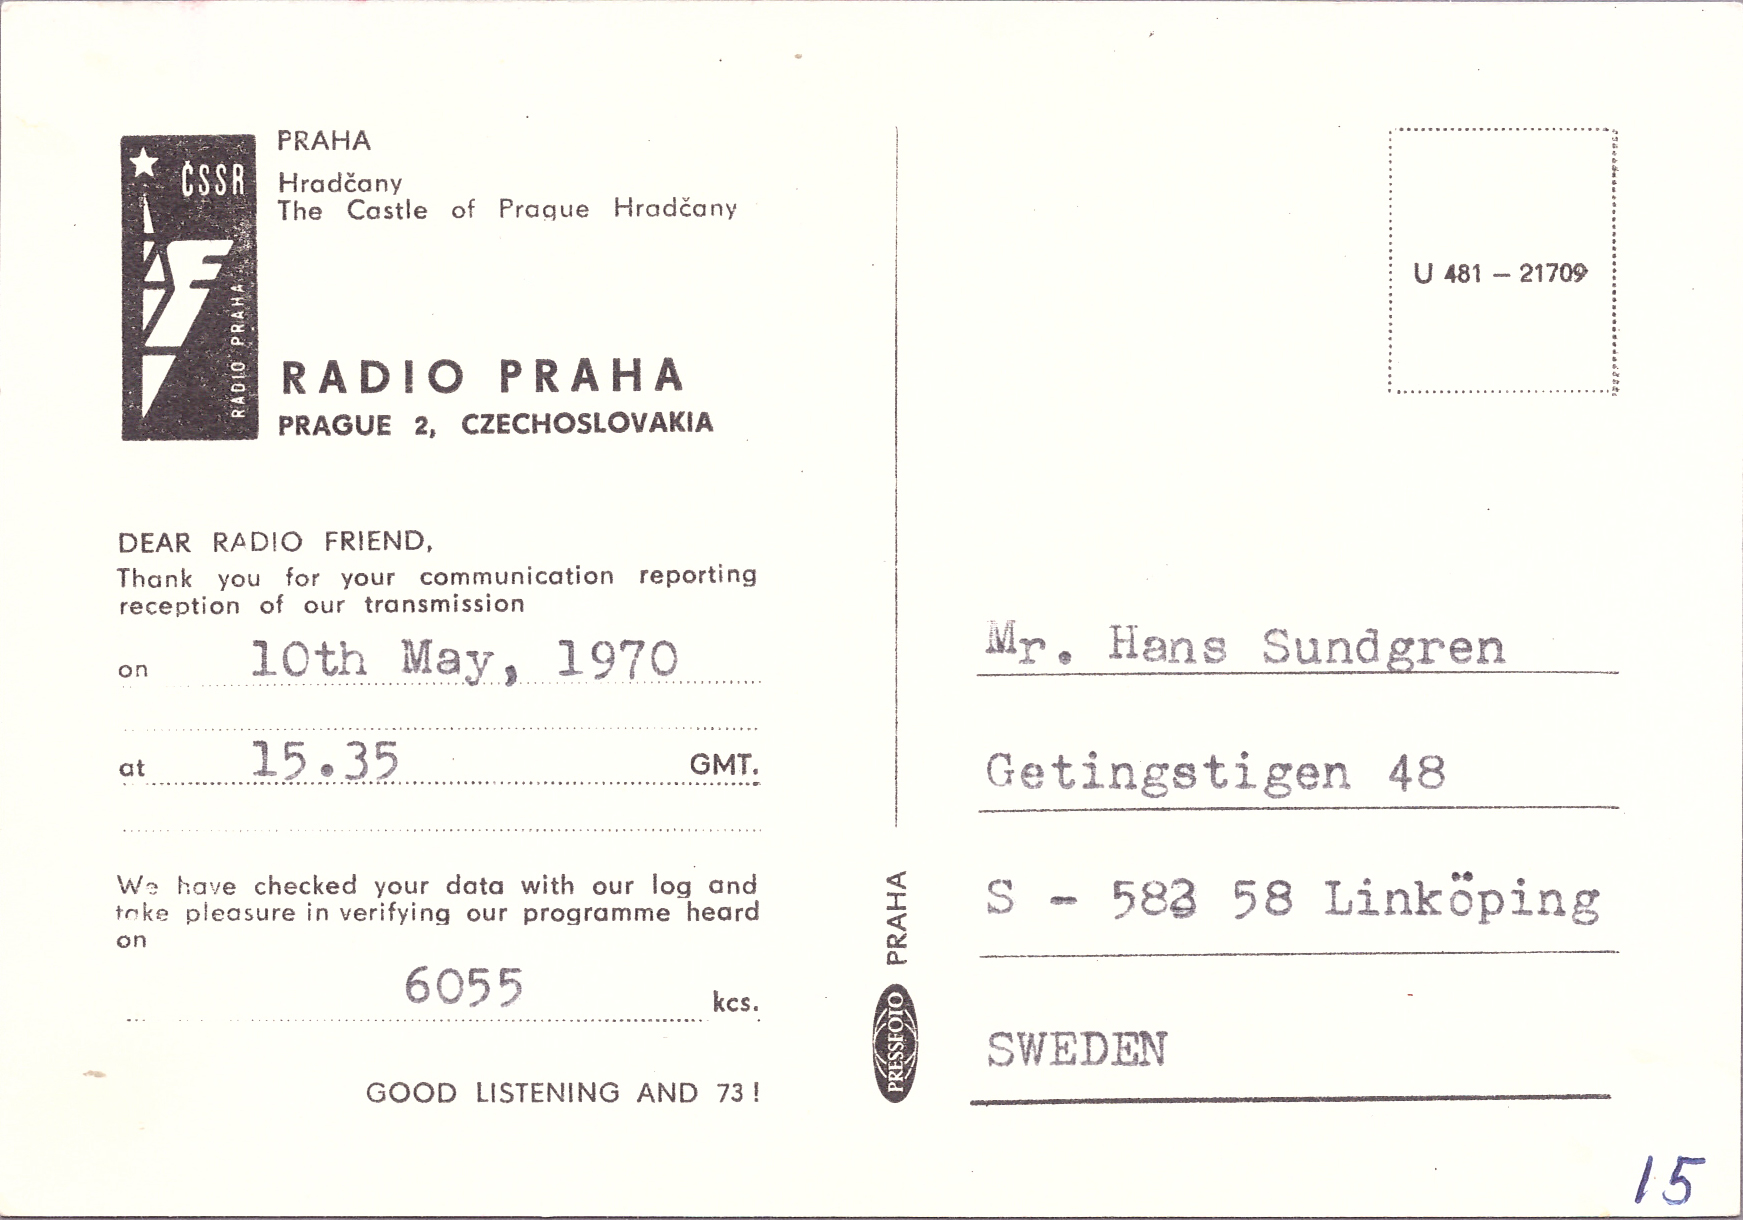 ČSSR
RADIO PRAHA
PRAHA
Hradčany
The Castle of Prague Hradčany
RADIO PRAHA
PRAGUE 2, CZECHOSLOVAKIA
DEAR RADIO FRIEND,
Thank you for your communication reporting
reception of our transmission
on 10th May, 1970
at 15.35 GMT.
We have checked your data with our log and
take pleasure in verifying our programme heard
on
6055 kcs.
GOOD LISTENING AND 73!
PRESSFOTO PRAHA
U 481 – 21709
Mr. Hans Sundgren
Getingstigen 48
S - 583 58 Linköping
SWEDEN
15